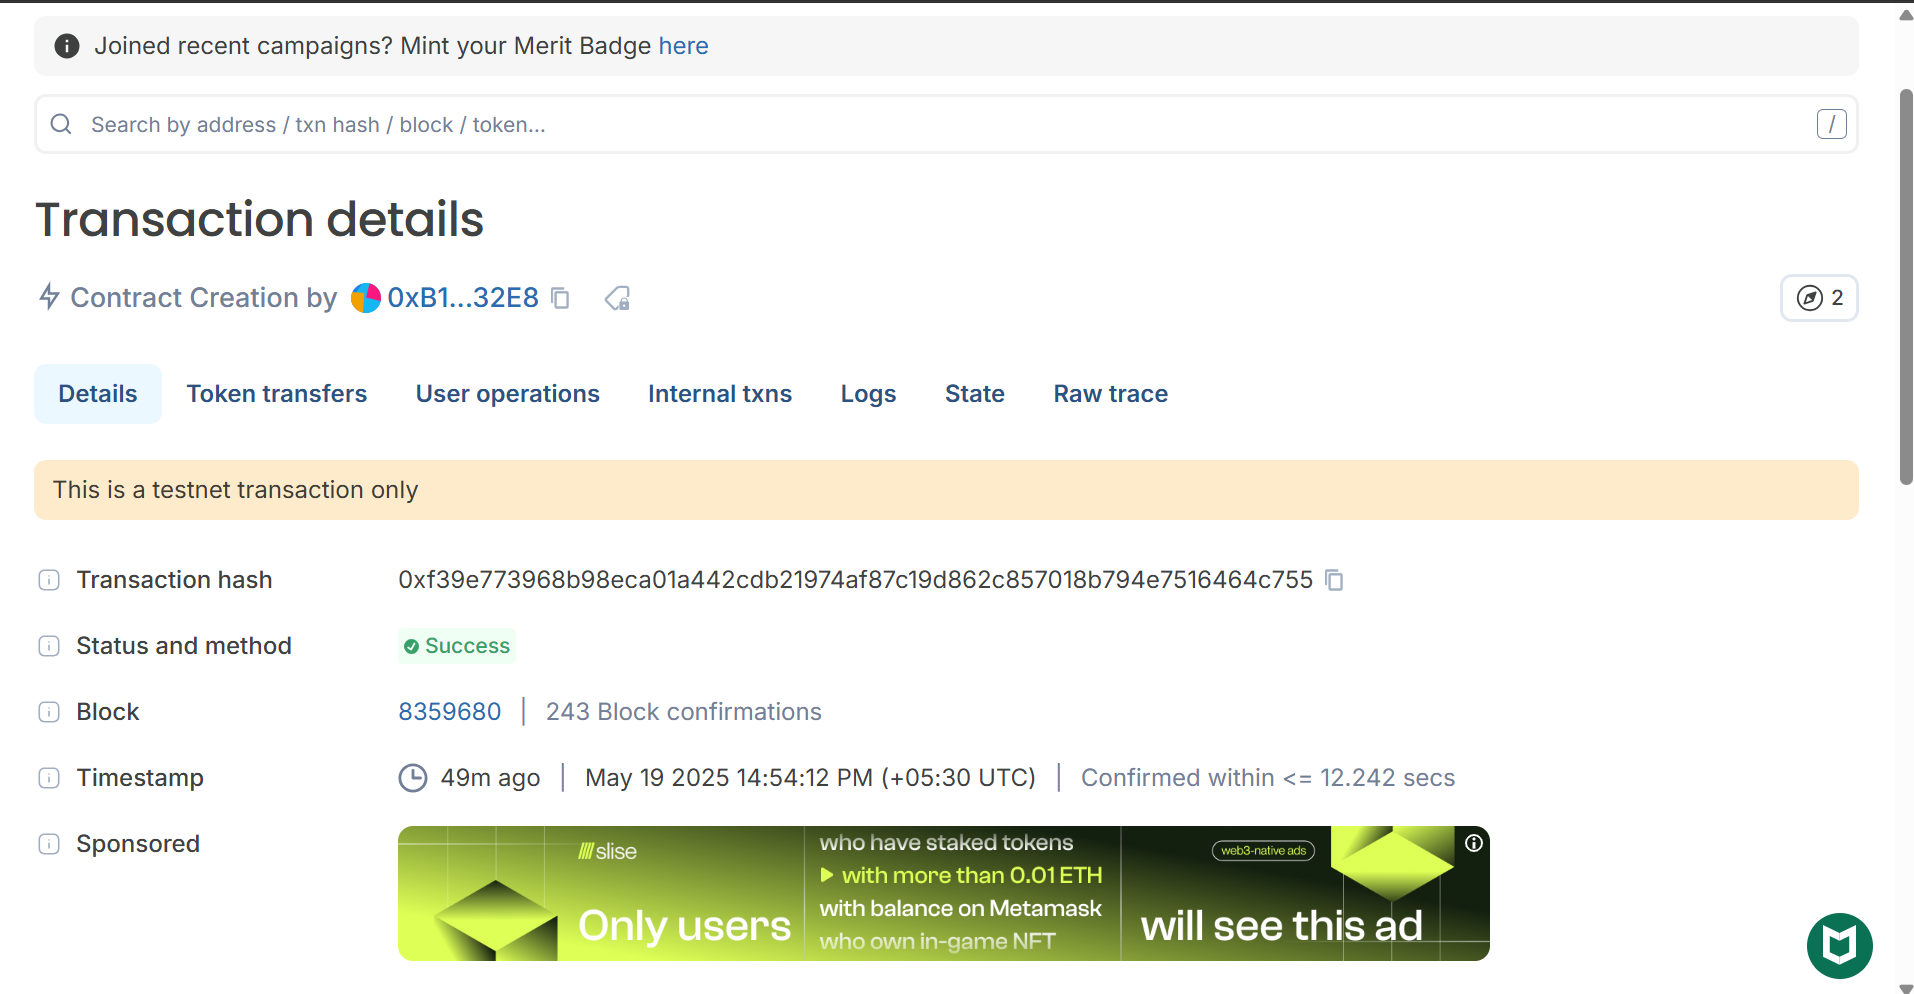 Joined recent campaigns? Mint your Merit Badge here
Search by address / txn hash / block / token... /
Transaction details
Contract Creation by 0xB1...32E8 2
Details Token transfers User operations Internal txns Logs State Raw trace
This is a testnet transaction only
Transaction hash 0xf39e773968b98eca01a442cdb21974af87c19d862c857018b794e7516464c755
Status and method Success
Block 8359680 | 243 Block confirmations
Timestamp 49m ago | May 19 2025 14:54:12 PM (+05:30 UTC) | Confirmed within <= 12.242 secs
Sponsored
slise
Only users
who have staked tokens
with more than 0.01 ETH
with balance on Metamask
who own in-game NFT
web3-native ads
will see this ad